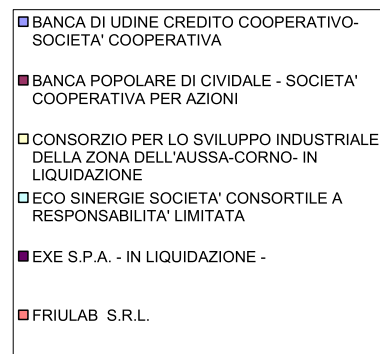 BANCA DI UDINE CREDITO COOPERATIVO-
SOCIETA' COOPERATIVA
BANCA POPOLARE DI CIVIDALE - SOCIETA'
COOPERATIVA PER AZIONI
CONSORZIO PER LO SVILUPPO INDUSTRIALE
DELLA ZONA DELL'AUSSA-CORNO- IN
LIQUIDAZIONE
ECO SINERGIE SOCIETA' CONSORTILE A
RESPONSABILITA' LIMITATA
EXE S.P.A. - IN LIQUIDAZIONE -
FRIULAB  S.R.L.